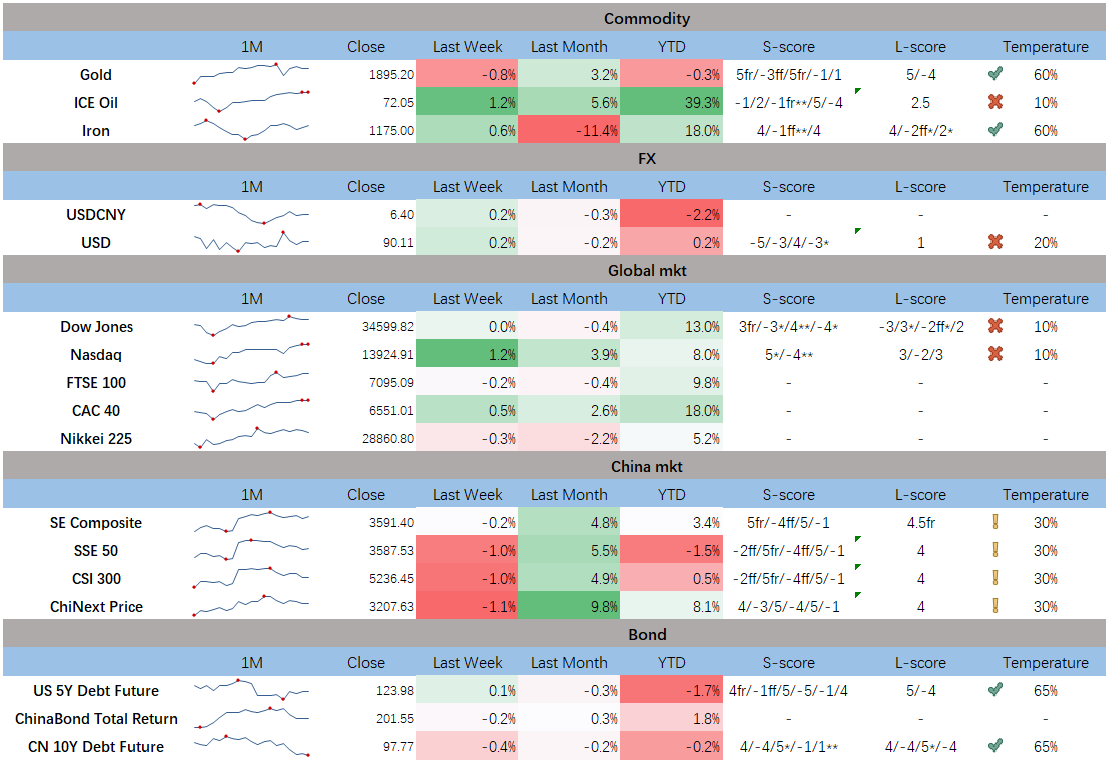 Commodity
1M Close Last Week Last Month YTD S-score L-score Temperature
Gold 1895.20 -0.8% 3.2% -0.3% 5fr/-3ff/5fr/-1/1 5/-4 60%
ICE Oil 72.05 1.2% 5.6% 39.3% -1/2/-1fr**/5/-4 2.5 10%
Iron 1175.00 0.6% -11.4% 18.0% 4/-1ff**/4 4/-2ff*/2* 60%
FX
1M Close Last Week Last Month YTD S-score L-score Temperature
USDCNY 6.40 0.2% -0.3% -2.2% - - -
USD 90.11 0.2% -0.2% 0.2% -5/-3/4/-3* 1 20%
Global mkt
1M Close Last Week Last Month YTD S-score L-score Temperature
Dow Jones 34599.82 0.0% -0.4% 13.0% 3fr/-3*/4**/-4* -3/3*/-2ff*/2 10%
Nasdaq 13924.91 1.2% 3.9% 8.0% 5*/-4** 3/-2/3 10%
FTSE 100 7095.09 -0.2% -0.4% 9.8% - - -
CAC 40 6551.01 0.5% 2.6% 18.0% - - -
Nikkei 225 28860.80 -0.3% -2.2% 5.2% - - -
China mkt
1M Close Last Week Last Month YTD S-score L-score Temperature
SE Composite 3591.40 -0.2% 4.8% 3.4% 5fr/-4ff/5/-1 4.5fr 30%
SSE 50 3587.53 -1.0% 5.5% -1.5% -2ff/5fr/-4ff/5/-1 4 30%
CSI 300 5236.45 -1.0% 4.9% 0.5% -2ff/5fr/-4ff/5/-1 4 30%
ChiNext Price 3207.63 -1.1% 9.8% 8.1% 4/-3/5/-4/5/-1 4 30%
Bond
1M Close Last Week Last Month YTD S-score L-score Temperature
US 5Y Debt Future 123.98 0.1% -0.3% -1.7% 4fr/-1ff/5/-5/-1/4 5/-4 65%
ChinaBond Total Return 201.55 -0.2% 0.3% 1.8% - - -
CN 10Y Debt Future 97.77 -0.4% -0.2% -0.2% 4/-4/5*/-1/1** 4/-4/5*/-4 65%